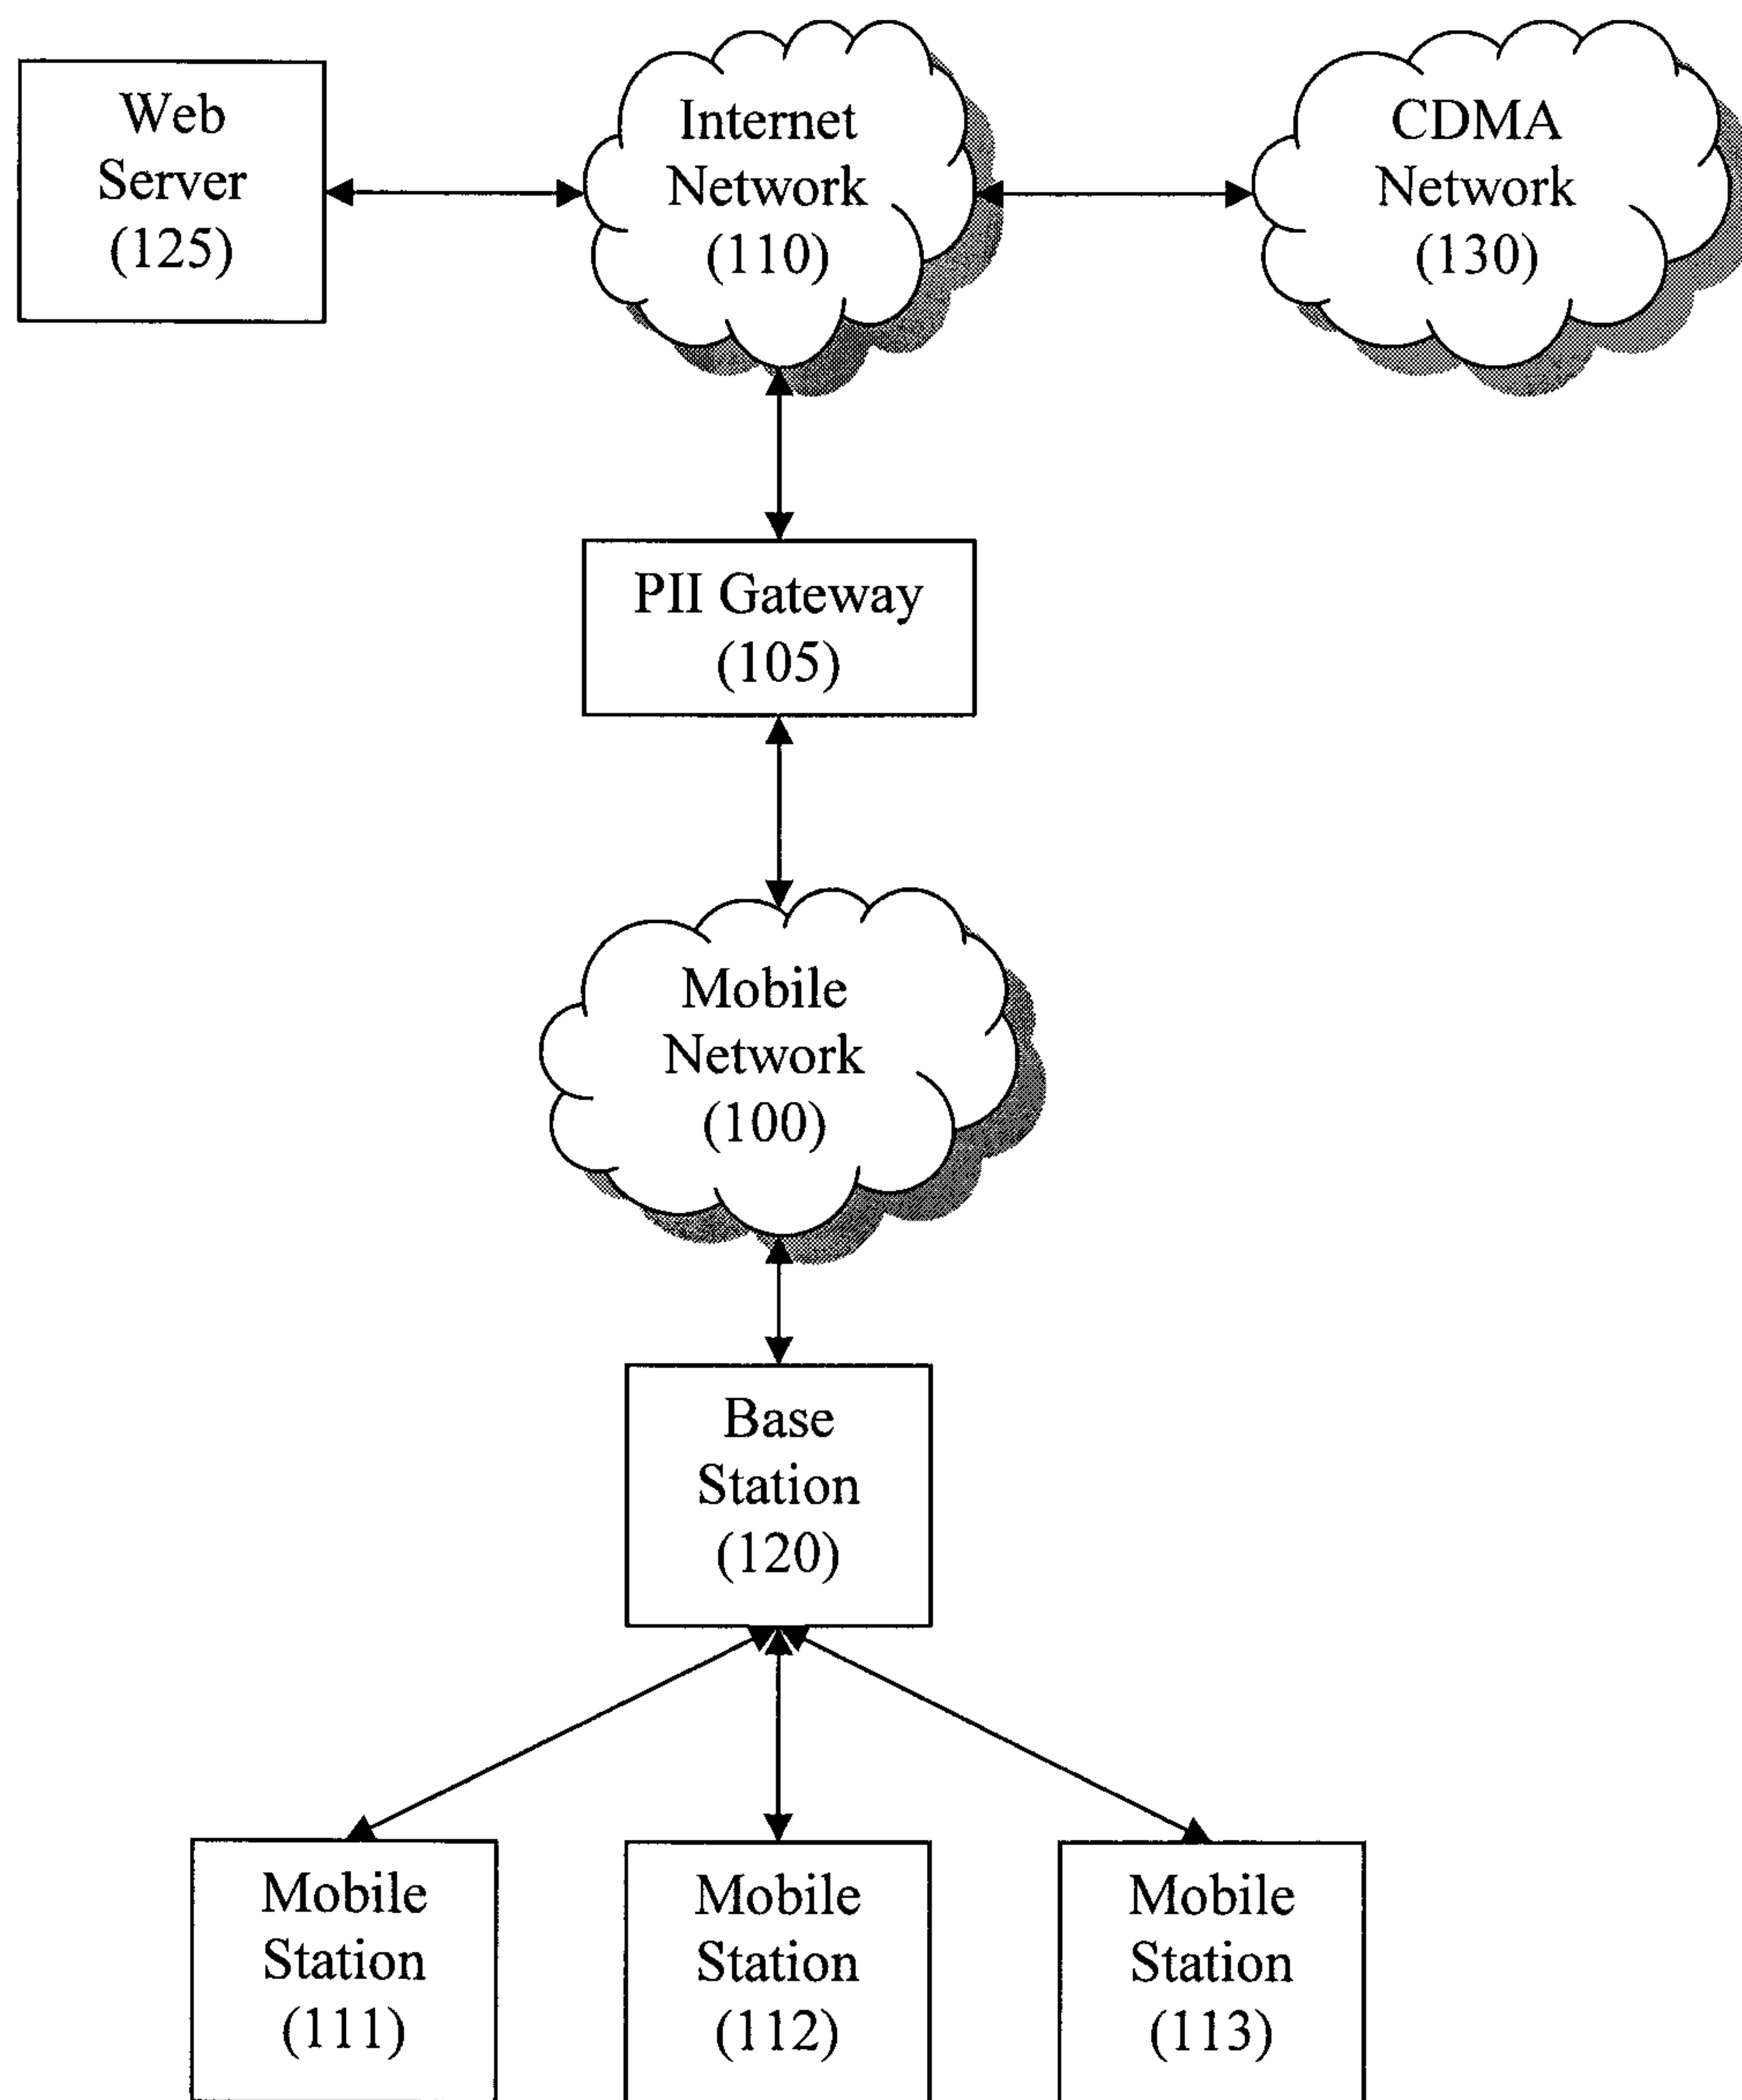 Web
Server
(125)
Internet
Network
(110)
CDMA
Network
(130)
PII Gateway
(105)
Mobile
Network
(100)
Base
Station
(120)
Mobile
Station
(111)
Mobile
Station
(112)
Mobile
Station
(113)